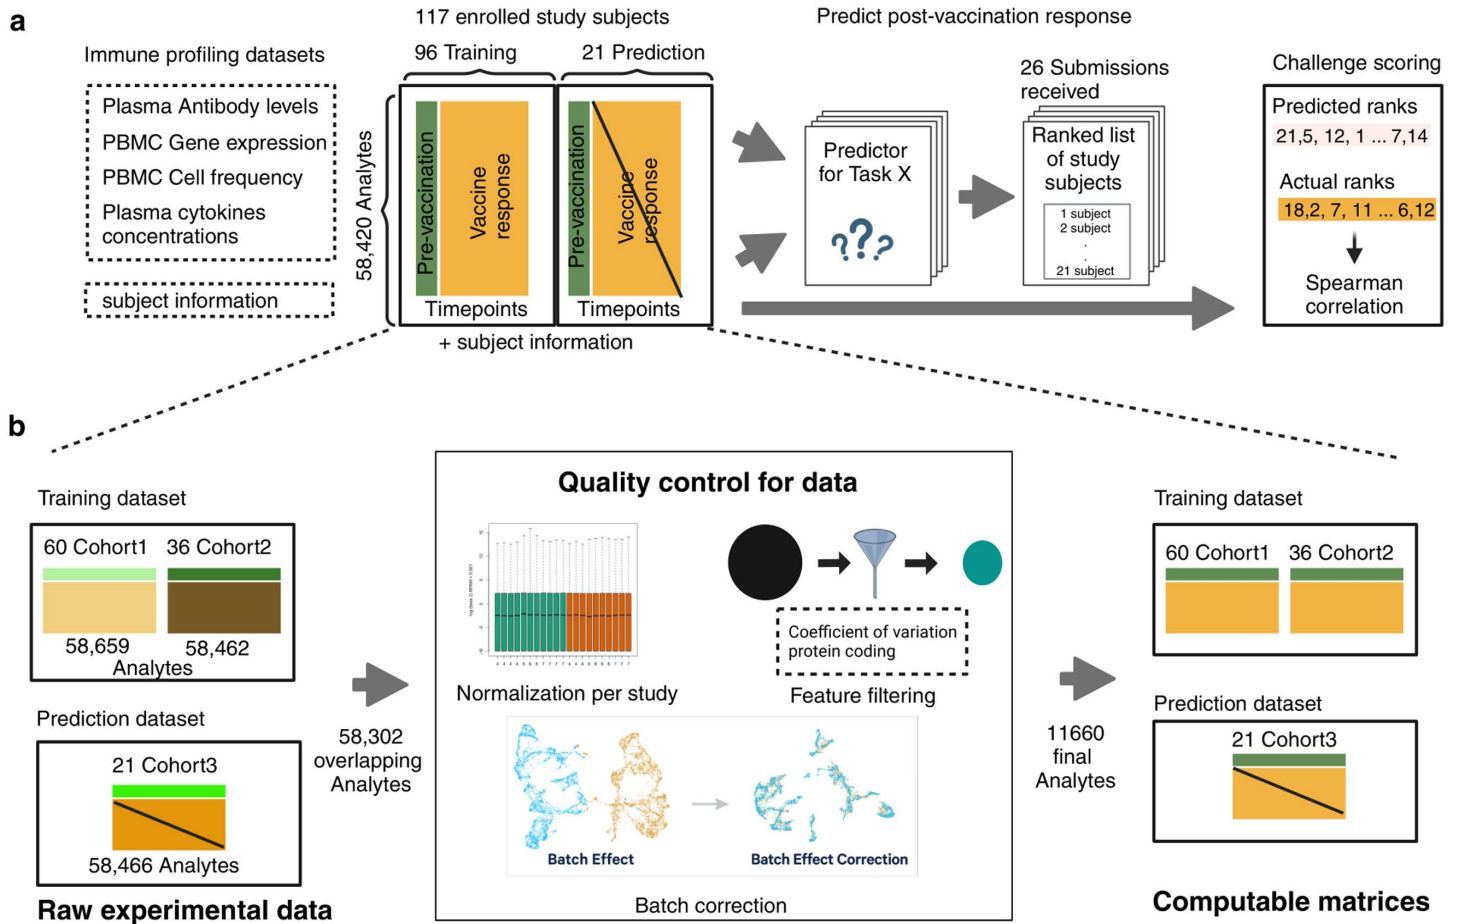 a
117 enrolled study subjects
Predict post-vaccination response
Immune profiling datasets
96 Training
21 Prediction
Plasma Antibody levels
PBMC Gene expression
PBMC Cell frequency
Plasma cytokines
concentrations
subject information
58,420 Analytes
Pre-vaccination
Vaccine
response
Timepoints
Pre-vaccination
Vaccine
response
Timepoints
+ subject information
Predictor
for Task X
???
26 Submissions
received
Ranked list
of study
subjects
1 subject
2 subject
.
.
21 subject
Challenge scoring
Predicted ranks
21,5, 12, 1 ... 7,14
Actual ranks
18,2, 7, 11 ... 6,12
Spearman
correlation
b
Training dataset
60 Cohort1
36 Cohort2
58,659
58,462
Analytes
Prediction dataset
21 Cohort3
58,466 Analytes
Raw experimental data
58,302
overlapping
Analytes
Quality control for data
Normalization per study
Coefficient of variation
protein coding
Feature filtering
Batch Effect
Batch Effect Correction
Batch correction
11660
final
Analytes
Training dataset
60 Cohort1
36 Cohort2
Prediction dataset
21 Cohort3
Computable matrices